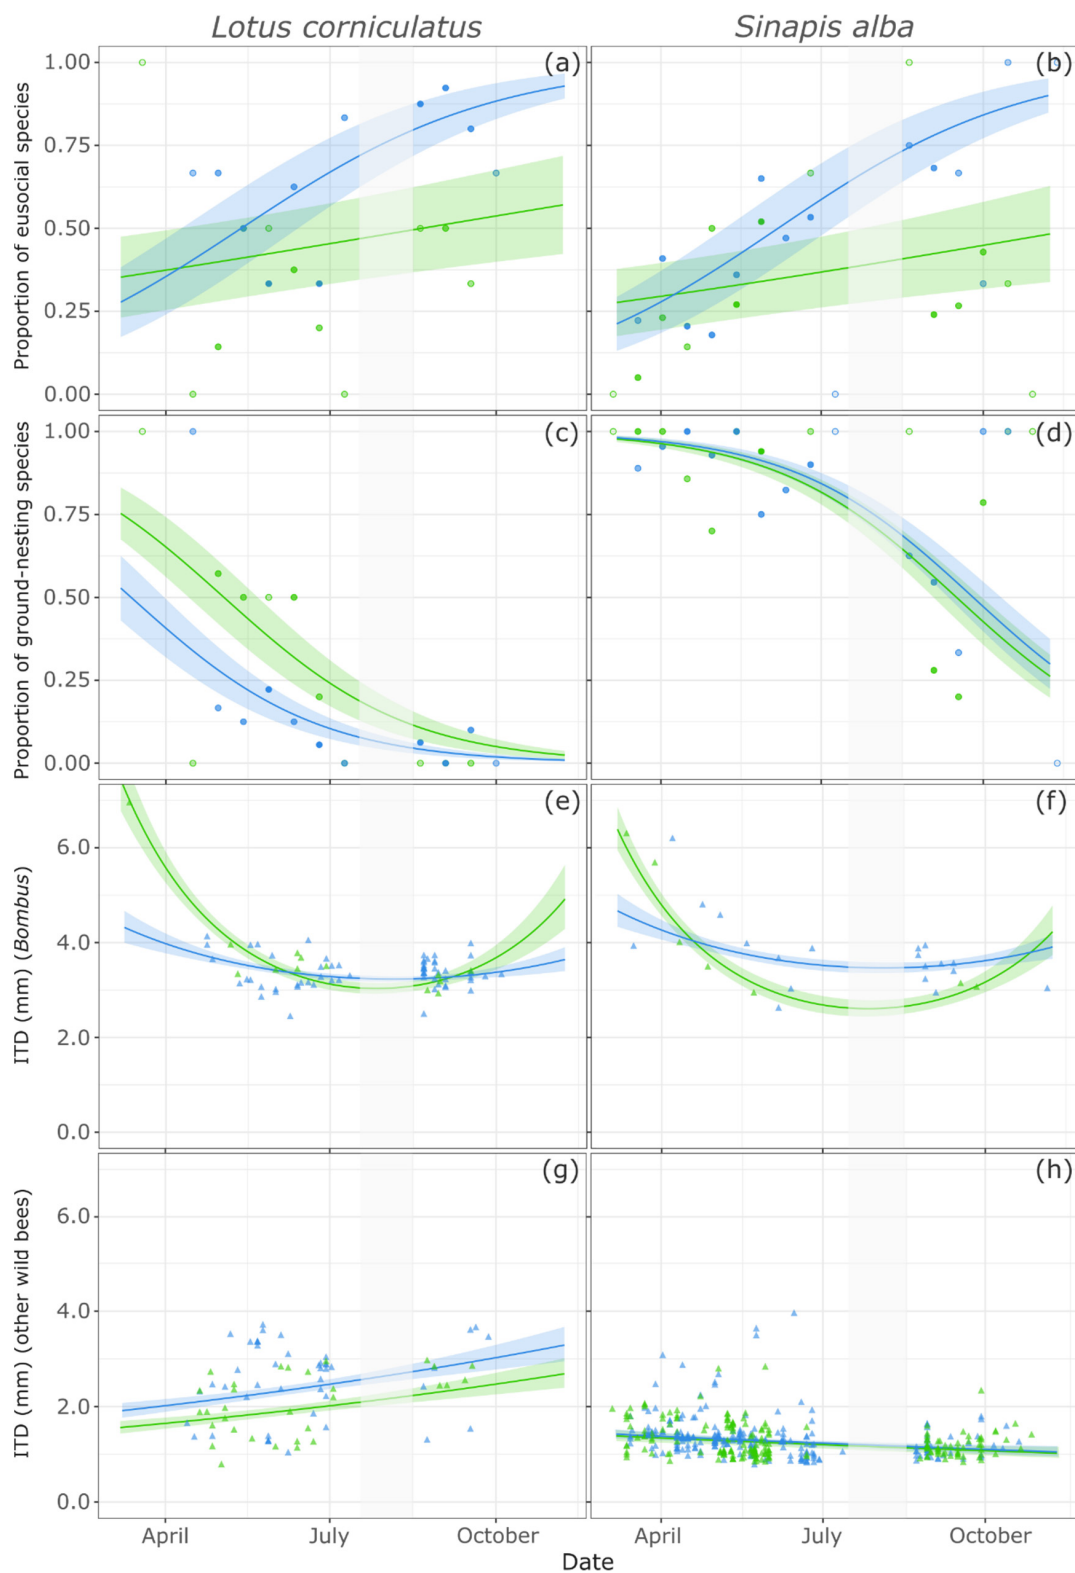 Lotus corniculatus
Sinapis alba
Proportion of eusocial species
1.00
0.75
0.50
0.25
0.00
(a)
(b)
Proportion of ground-nesting species
1.00
0.75
0.50
0.25
0.00
(c)
(d)
ITD (mm) (Bombus)
6.0
4.0
2.0
0.0
(e)
(f)
ITD (mm) (other wild bees)
6.0
4.0
2.0
0.0
(g)
(h)
April
July
October
April
July
October
Date